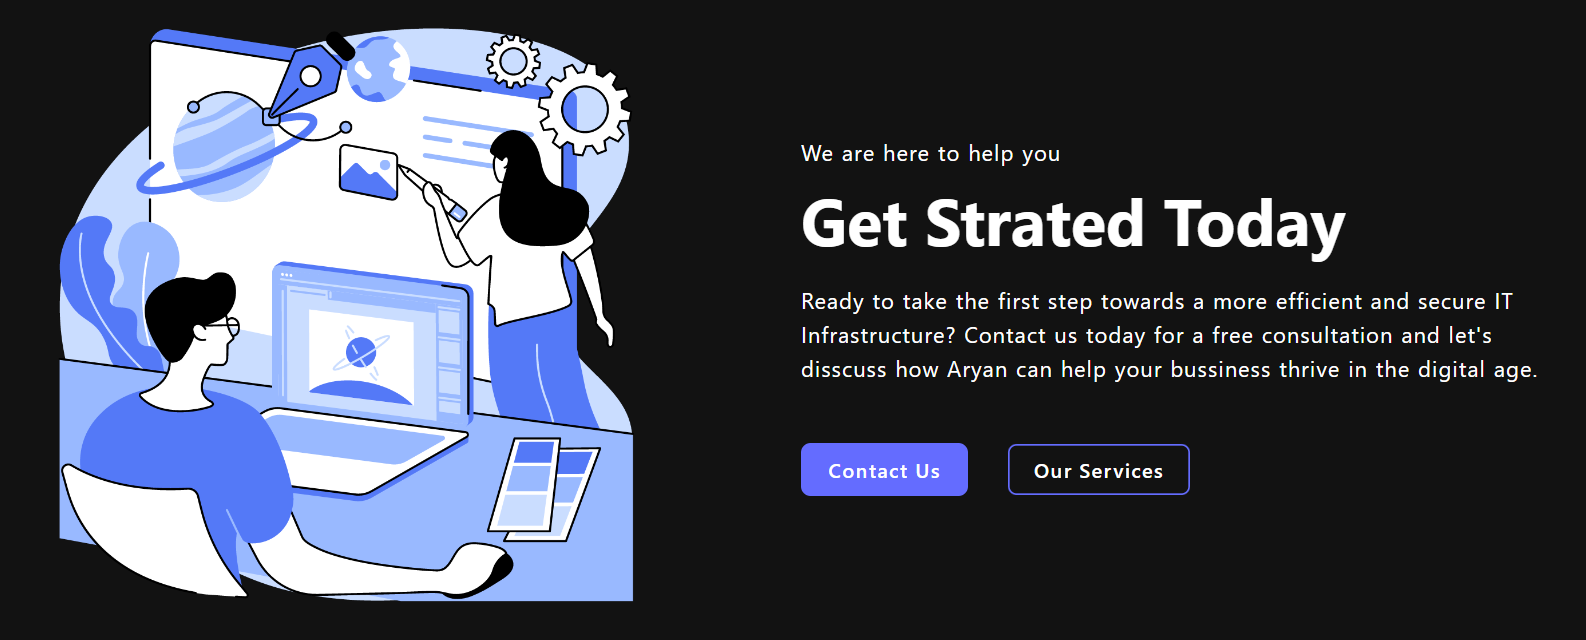 We are here to help you
Get Strated Today
Ready to take the first step towards a more efficient and secure IT
Infrastructure? Contact us today for a free consultation and let's
disscuss how Aryan can help your bussiness thrive in the digital age.
Contact Us
Our Services